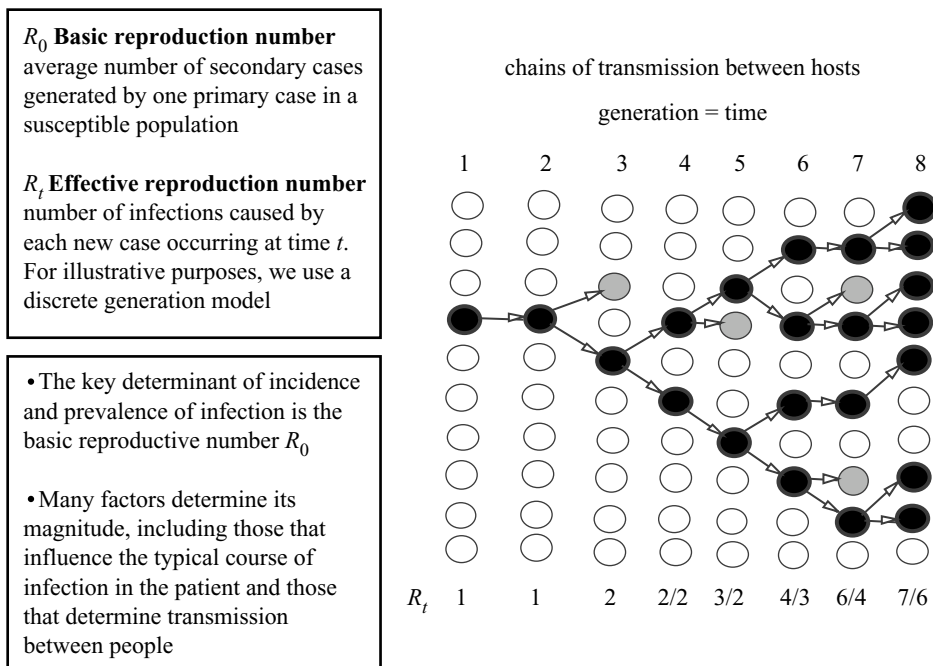 R0 Basic reproduction number
average number of secondary cases
generated by one primary case in a
susceptible population
Rt Effective reproduction number
number of infections caused by
each new case occurring at time t.
For illustrative purposes, we use a
discrete generation model
• The key determinant of incidence
and prevalence of infection is the
basic reproductive number R0
• Many factors determine its
magnitude, including those that
influence the typical course of
infection in the patient and those
that determine transmission
between people
chains of transmission between hosts
generation = time
1 2 3 4 5 6 7 8
Rt 1 1 2 2/2 3/2 4/3 6/4 7/6